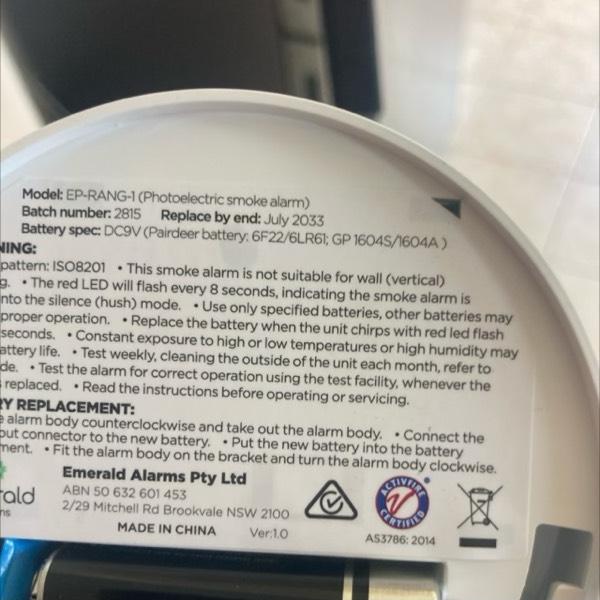 Model: EP-RANG-1 (Photoelectric smoke alarm)
Batch number: 2815 Replace by end: July 2033
Battery spec: DC9V (Pairdeer battery: 6F22/6LR61; GP 1604S/1604A )
NING:
pattern: ISO8201 • This smoke alarm is not suitable for wall (vertical)
g. • The red LED will flash every 8 seconds, indicating the smoke alarm is
nto the silence (hush) mode. • Use only specified batteries, other batteries may
proper operation. • Replace the battery when the unit chirps with red led flash
seconds. • Constant exposure to high or low temperatures or high humidity may
attery life. • Test weekly, cleaning the outside of the unit each month, refer to
de. • Test the alarm for correct operation using the test facility, whenever the
replaced. • Read the instructions before operating or servicing.
RY REPLACEMENT:
e alarm body counterclockwise and take out the alarm body. • Connect the
out connector to the new battery. • Put the new battery into the battery
ment. • Fit the alarm body on the bracket and turn the alarm body clockwise.
rald
ns
Emerald Alarms Pty Ltd
ABN 50 632 601 453
2/29 Mitchell Rd Brookvale NSW 2100
MADE IN CHINA Ver:1.0
ACTIVFIRE
CERTIFIED
AS3786: 2014